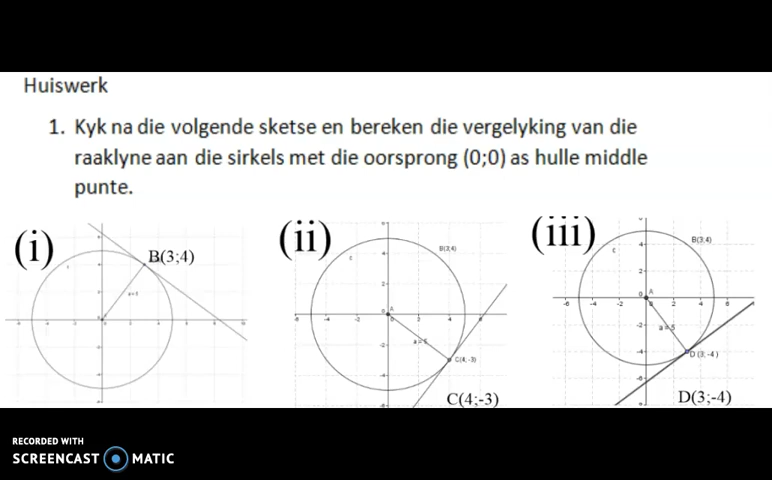 Huiswerk
1. Kyk na die volgende sketse en bereken die vergelyking van die
raaklyne aan die sirkels met die oorsprong (0;0) as hulle middle
punte.
(i)
B(3;4)
(ii)
B(3;4)
c
A
a = 5
C(4; -3)
C(4;-3)
(iii)
B(3;4)
c
A
a = 5
D(3; -4)
D(3;-4)
RECORDED WITH
SCREENCAST MATIC